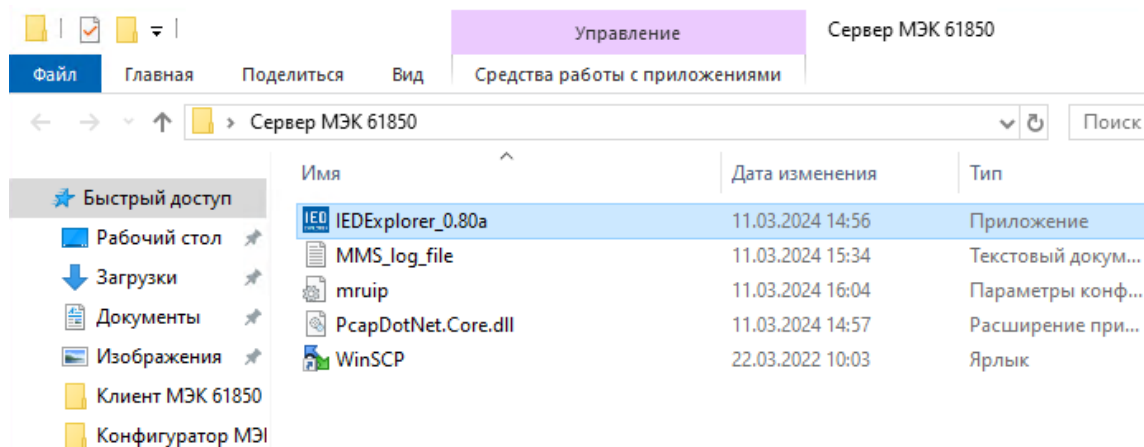 Управление
Сервер МЭК 61850
Файл
Главная
Поделиться
Вид
Средства работы с приложениями
Сервер МЭК 61850
Поиск
Имя
Дата изменения
Тип
Быстрый доступ
IEDExplorer_0.80a
11.03.2024 14:56
Приложение
Рабочий стол
MMS_log_file
11.03.2024 15:34
Текстовый докум...
Загрузки
mruip
11.03.2024 16:04
Параметры конф...
Документы
PcapDotNet.Core.dll
11.03.2024 14:57
Расширение при...
Изображения
WinSCP
22.03.2022 10:03
Ярлык
Клиент МЭК 61850
Конфигуратор МЭ